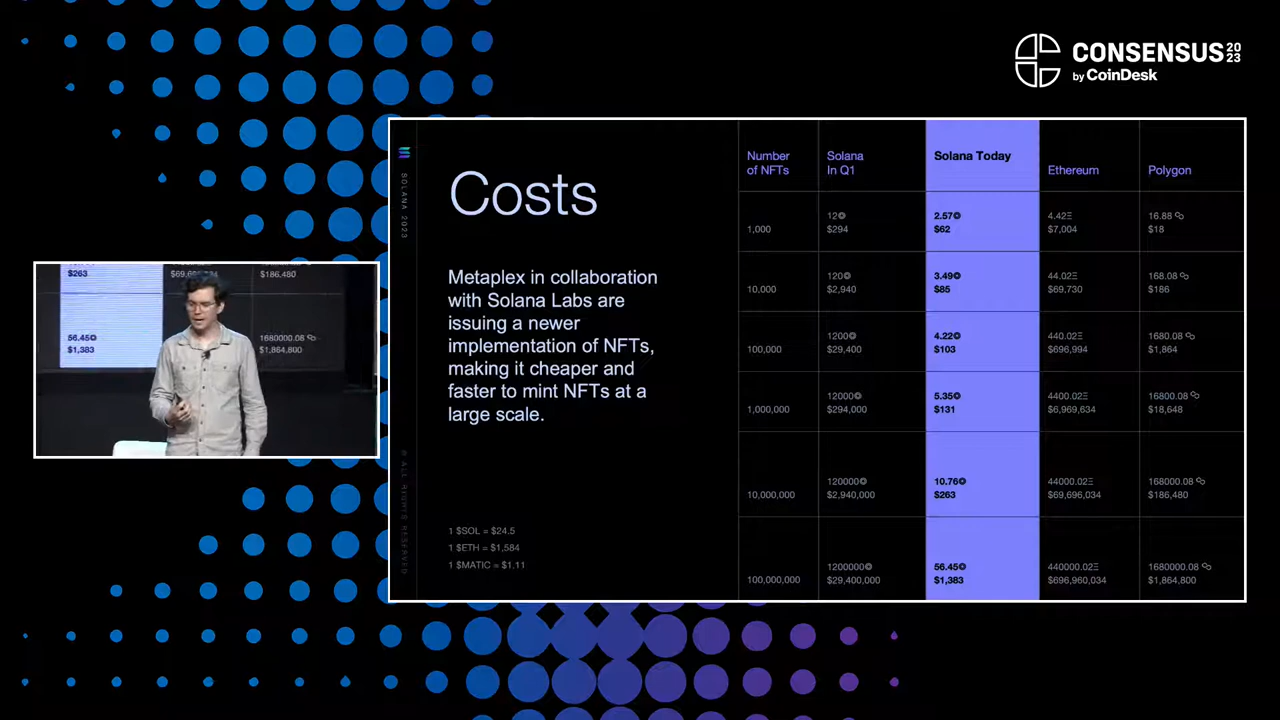 CONSENSUS 20
23
by CoinDesk
SOLANA 2023
Costs
Metaplex in collaboration
with Solana Labs are
issuing a newer
implementation of NFTs,
making it cheaper and
faster to mint NFTs at a
large scale.
1 $SOL = $24.5
1 $ETH = $1,584
1 $MATIC = $1.11
© ALL RIGHTS RESERVED
Number
of NFTs
Solana
In Q1
Solana Today
Ethereum
Polygon
1,000
12
$294
2.57
$62
4.42Ξ
$7,004
16.88
$18
10,000
120
$2,940
3.49
$85
44.02Ξ
$69.730
168.08
$186
100,000
1200
$29,400
4.22
$103
440.02Ξ
$696,994
1680.08
$1,864
1,000,000
12000
$294,000
5.35
$131
4400.02Ξ
$6,969,634
16800.08
$18,648
10,000,000
120000
$2,940,000
10.76
$263
44000.02Ξ
$69,696,034
168000.08
$186,480
100,000,000
1200000
$29,400,000
56.45
$1,383
440000.02Ξ
$696,960,034
1680000.08
$1,864,800
$263
$186,480
56.45
$1,383
1680000.08
$1,864,800